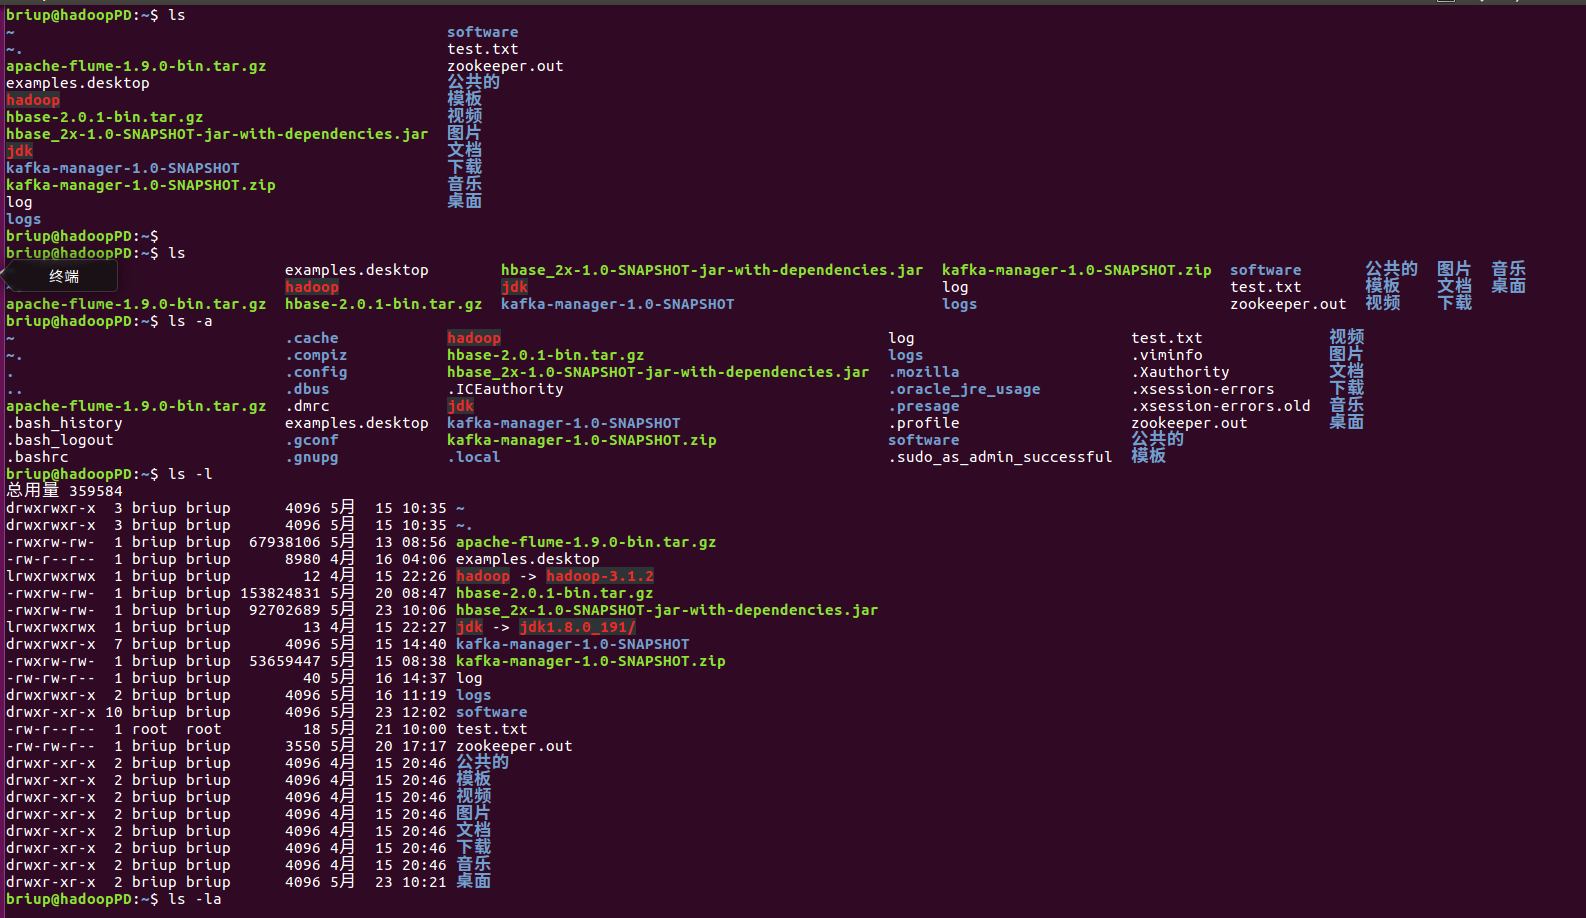 briup@hadoopPD:~$ ls
~ software
~. test.txt
apache-flume-1.9.0-bin.tar.gz zookeeper.out
examples.desktop 公共的
hadoop 模板
hbase-2.0.1-bin.tar.gz 视频
hbase_2x-1.0-SNAPSHOT-jar-with-dependencies.jar 图片
jdk 文档
kafka-manager-1.0-SNAPSHOT 下载
kafka-manager-1.0-SNAPSHOT.zip 音乐
log 桌面
logs
briup@hadoopPD:~$
briup@hadoopPD:~$ ls
examples.desktop hbase_2x-1.0-SNAPSHOT-jar-with-dependencies.jar kafka-manager-1.0-SNAPSHOT.zip software 公共的 图片 音乐
终端
hadoop jdk log test.txt 模板 文档 桌面
apache-flume-1.9.0-bin.tar.gz hbase-2.0.1-bin.tar.gz kafka-manager-1.0-SNAPSHOT logs zookeeper.out 视频 下载
briup@hadoopPD:~$ ls -a
~ .cache hadoop log test.txt 视频
~. .compiz hbase-2.0.1-bin.tar.gz logs .viminfo 图片
. .config hbase_2x-1.0-SNAPSHOT-jar-with-dependencies.jar .mozilla .Xauthority 文档
.. .dbus .ICEauthority .oracle_jre_usage .xsession-errors 下载
apache-flume-1.9.0-bin.tar.gz .dmrc jdk .presage .xsession-errors.old 音乐
.bash_history examples.desktop kafka-manager-1.0-SNAPSHOT .profile zookeeper.out 桌面
.bash_logout .gconf kafka-manager-1.0-SNAPSHOT.zip software 公共的
.bashrc .gnupg .local .sudo_as_admin_successful 模板
briup@hadoopPD:~$ ls -l
总用量 359584
drwxrwxr-x 3 briup briup 4096 5月 15 10:35 ~
drwxrwxr-x 3 briup briup 4096 5月 15 10:35 ~.
-rwxrw-rw- 1 briup briup 67938106 5月 13 08:56 apache-flume-1.9.0-bin.tar.gz
-rw-r--r-- 1 briup briup 8980 4月 16 04:06 examples.desktop
lrwxrwxrwx 1 briup briup 12 4月 15 22:26 hadoop -> hadoop-3.1.2
-rwxrw-rw- 1 briup briup 153824831 5月 20 08:47 hbase-2.0.1-bin.tar.gz
-rwxrw-rw- 1 briup briup 92702689 5月 23 10:06 hbase_2x-1.0-SNAPSHOT-jar-with-dependencies.jar
lrwxrwxrwx 1 briup briup 13 4月 15 22:27 jdk -> jdk1.8.0_191/
drwxrwxr-x 7 briup briup 4096 5月 15 14:40 kafka-manager-1.0-SNAPSHOT
-rwxrw-rw- 1 briup briup 53659447 5月 15 08:38 kafka-manager-1.0-SNAPSHOT.zip
-rw-rw-r-- 1 briup briup 40 5月 16 14:37 log
drwxrwxr-x 2 briup briup 4096 5月 16 11:19 logs
drwxr-xr-x 10 briup briup 4096 5月 23 12:02 software
-rw-r--r-- 1 root root 18 5月 21 10:00 test.txt
-rw-rw-r-- 1 briup briup 3550 5月 20 17:17 zookeeper.out
drwxr-xr-x 2 briup briup 4096 4月 15 20:46 公共的
drwxr-xr-x 2 briup briup 4096 4月 15 20:46 模板
drwxr-xr-x 2 briup briup 4096 4月 15 20:46 视频
drwxr-xr-x 2 briup briup 4096 4月 15 20:46 图片
drwxr-xr-x 2 briup briup 4096 4月 15 20:46 文档
drwxr-xr-x 2 briup briup 4096 4月 15 20:46 下载
drwxr-xr-x 2 briup briup 4096 4月 15 20:46 音乐
drwxr-xr-x 2 briup briup 4096 5月 23 10:21 桌面
briup@hadoopPD:~$ ls -la